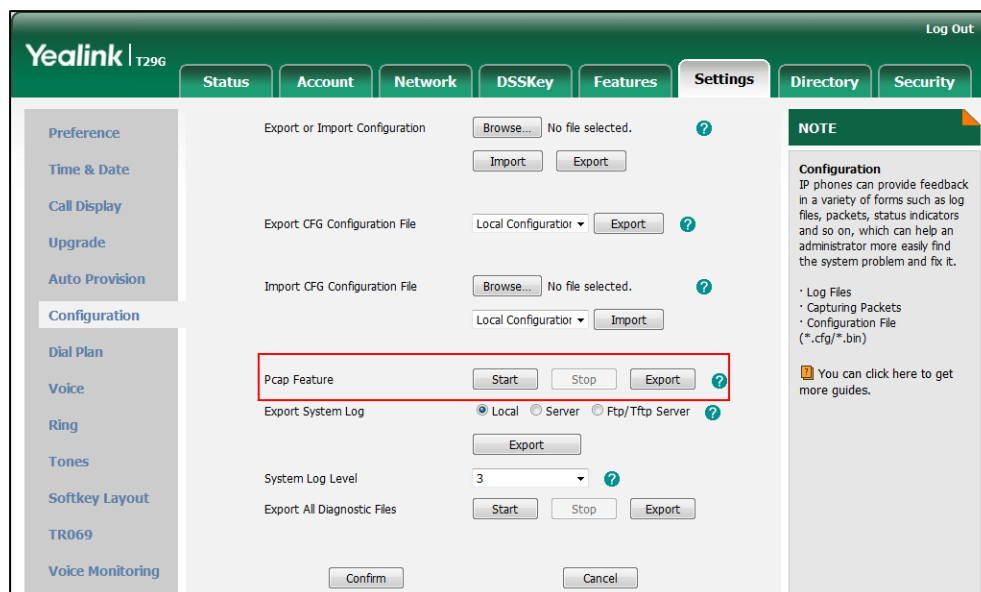 Log Out
Yealink T29G
Status Account Network DSSKey Features Settings Directory Security
Preference
Time & Date
Call Display
Upgrade
Auto Provision
Configuration
Dial Plan
Voice
Ring
Tones
Softkey Layout
TR069
Voice Monitoring
Export or Import Configuration Browse... No file selected. ?
Import Export
Export CFG Configuration File Local Configuration Export ?
Import CFG Configuration File Browse... No file selected. ?
Local Configuration Import
Pcap Feature Start Stop Export ?
Export System Log Local Server Ftp/Tftp Server ?
Export
System Log Level 3 ?
Export All Diagnostic Files Start Stop Export
Confirm Cancel
NOTE
Configuration
IP phones can provide feedback
in a variety of forms such as log
files, packets, status indicators
and so on, which can help an
administrator more easily find
the system problem and fix it.
· Log Files
· Capturing Packets
· Configuration File
(*.cfg/*.bin)
? You can click here to get
more guides.